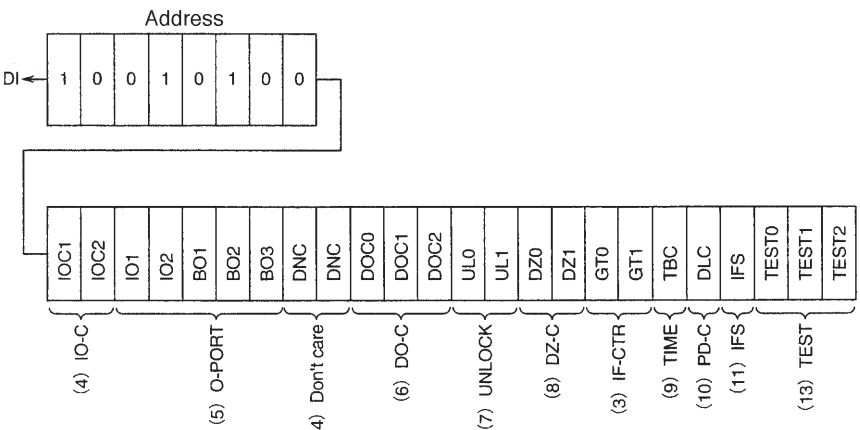 Address
DI
1 0 0 1 0 1 0 0
IOC1 IOC2 IO1 IO2 BO1 BO2 BO3 DNC DNC DOC0 DOC1 DOC2 UL0 UL1 DZ0 DZ1 GT0 GT1 TBC DLC IFS TEST0 TEST1 TEST2
(4) IO-C
(5) O-PORT
4) Don't care
(6) DO-C
(7) UNLOCK
(8) DZ-C
(3) IF-CTR
(9) TIME
(10) PD-C
(11) IFS
(13) TEST